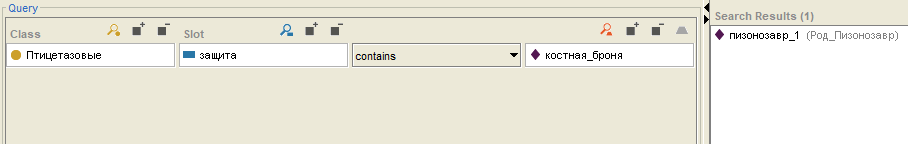 Query
Class
Slot
Птицетазовые
защита
contains
костная_броня
Search Results (1)
пизонозавр_1 (Род_Пизонозавр)